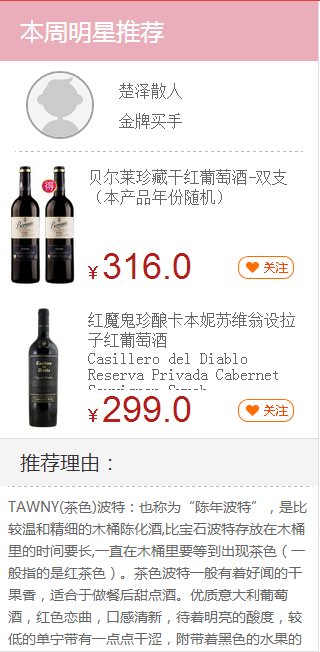 本周明星推荐
楚泽散人
金牌买手
贝尔莱珍藏干红葡萄酒-双支
（本产品年份随机）
得
¥316.0
关注
红魔鬼珍酿卡本妮苏维翁设拉
子红葡萄酒
Casillero del Diablo
Reserva Privada Cabernet
¥299.0
关注
推荐理由：
TAWNY(茶色)波特：也称为“陈年波特”，是比
较温和精细的木桶陈化酒,比宝石波特存放在木桶
里的时间要长,一直在木桶里要等到出现茶色（一
般指的是红茶色）。茶色波特一般有着好闻的干
果香，适合于做餐后甜点酒。优质意大利葡萄
酒，红色恋曲，口感清新，待着明亮的酸度，较
低的单宁带有一点点干涩，附带着黑色的水果的